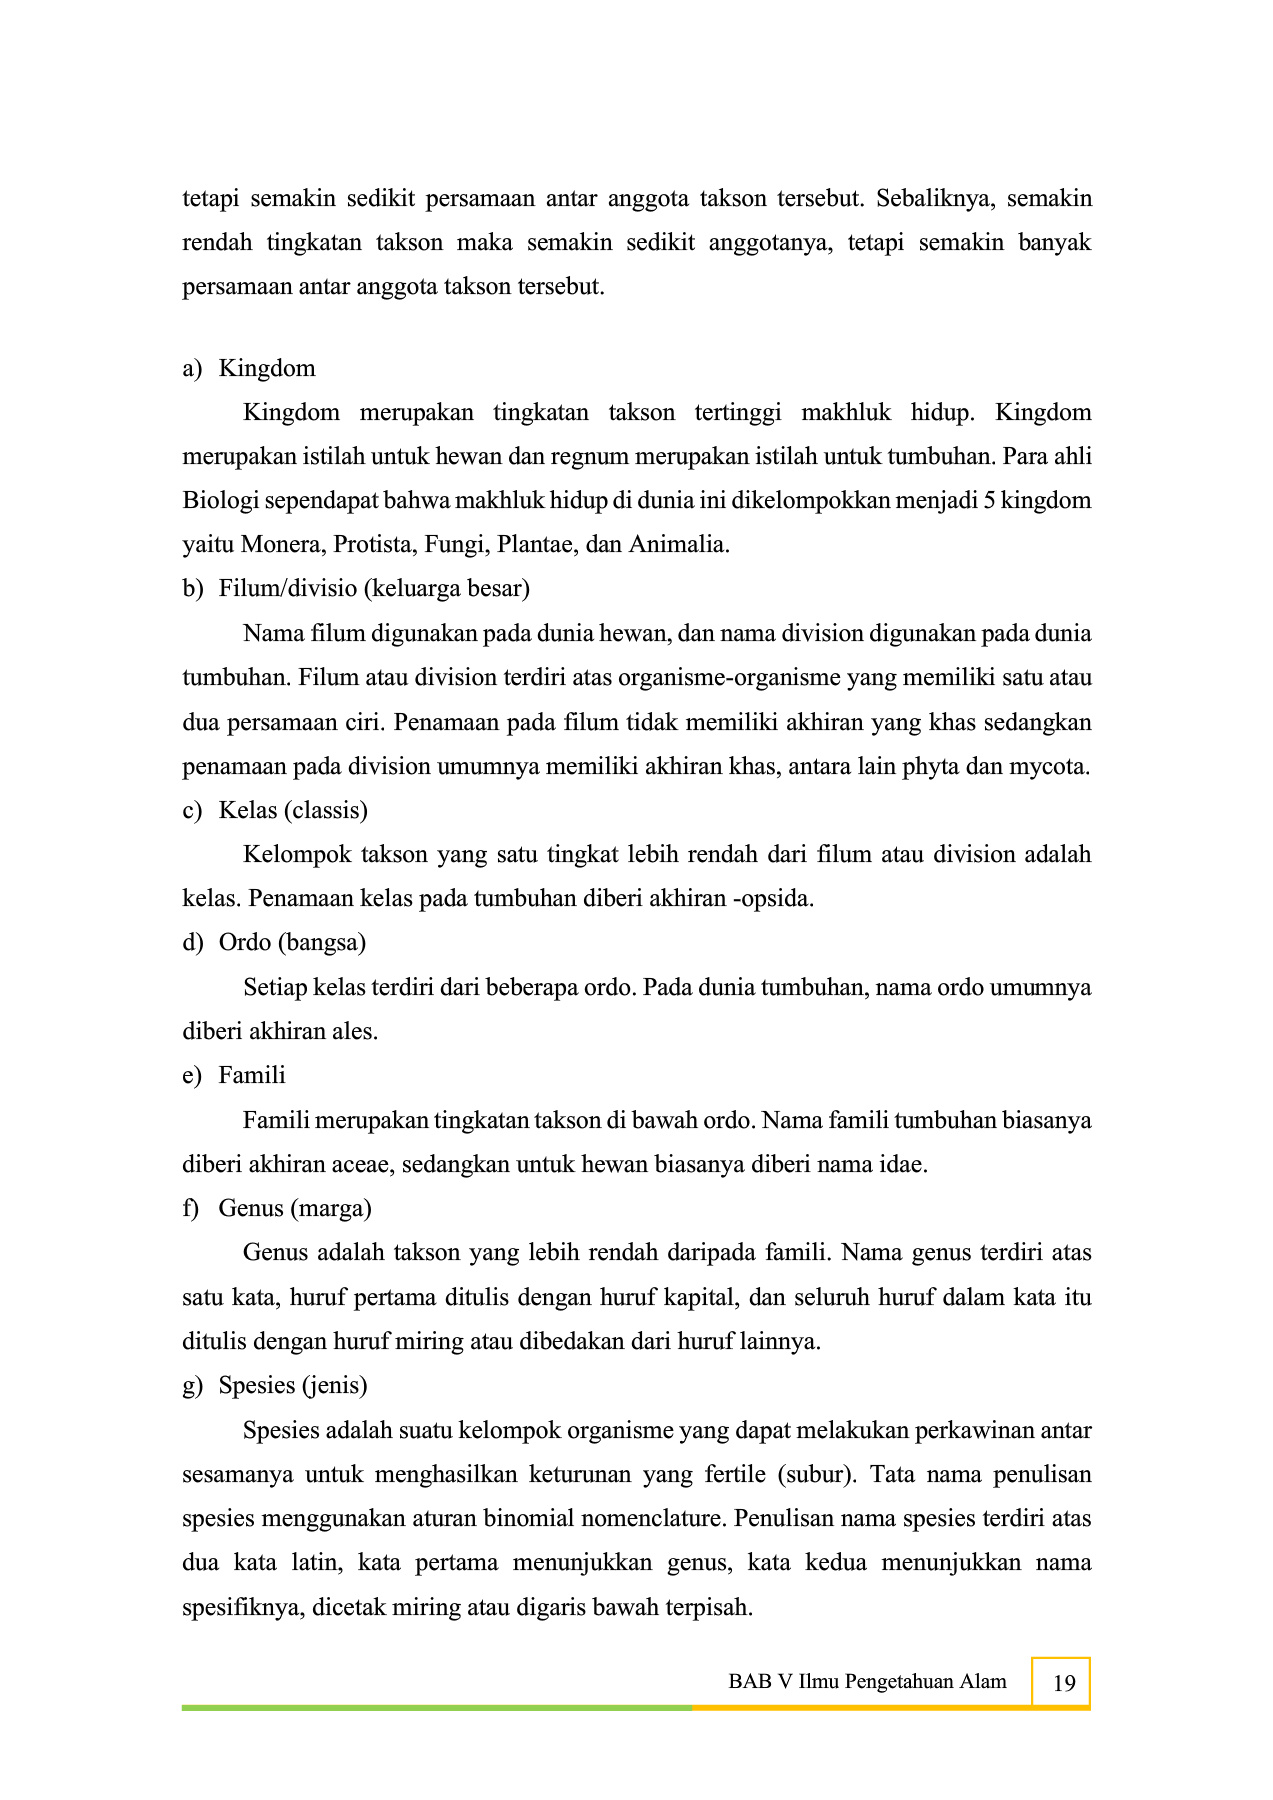 tetapi semakin sedikit persamaan antar anggota takson tersebut. Sebaliknya, semakin
rendah tingkatan takson maka semakin sedikit anggotanya, tetapi semakin banyak
persamaan antar anggota takson tersebut.
a) Kingdom
Kingdom merupakan tingkatan takson tertinggi makhluk hidup. Kingdom
merupakan istilah untuk hewan dan regnum merupakan istilah untuk tumbuhan. Para ahli
Biologi sependapat bahwa makhluk hidup di dunia ini dikelompokkan menjadi 5 kingdom
yaitu Monera, Protista, Fungi, Plantae, dan Animalia.
b) Filum/divisio (keluarga besar)
Nama filum digunakan pada dunia hewan, dan nama division digunakan pada dunia
tumbuhan. Filum atau division terdiri atas organisme-organisme yang memiliki satu atau
dua persamaan ciri. Penamaan pada filum tidak memiliki akhiran yang khas sedangkan
penamaan pada division umumnya memiliki akhiran khas, antara lain phyta dan mycota.
c) Kelas (classis)
Kelompok takson yang satu tingkat lebih rendah dari filum atau division adalah
kelas. Penamaan kelas pada tumbuhan diberi akhiran -opsida.
d) Ordo (bangsa)
Setiap kelas terdiri dari beberapa ordo. Pada dunia tumbuhan, nama ordo umumnya
diberi akhiran ales.
e) Famili
Famili merupakan tingkatan takson di bawah ordo. Nama famili tumbuhan biasanya
diberi akhiran aceae, sedangkan untuk hewan biasanya diberi nama idae.
f) Genus (marga)
Genus adalah takson yang lebih rendah daripada famili. Nama genus terdiri atas
satu kata, huruf pertama ditulis dengan huruf kapital, dan seluruh huruf dalam kata itu
ditulis dengan huruf miring atau dibedakan dari huruf lainnya.
g) Spesies (jenis)
Spesies adalah suatu kelompok organisme yang dapat melakukan perkawinan antar
sesamanya untuk menghasilkan keturunan yang fertile (subur). Tata nama penulisan
spesies menggunakan aturan binomial nomenclature. Penulisan nama spesies terdiri atas
dua kata latin, kata pertama menunjukkan genus, kata kedua menunjukkan nama
spesifiknya, dicetak miring atau digaris bawah terpisah.
BAB V Ilmu Pengetahuan Alam 19